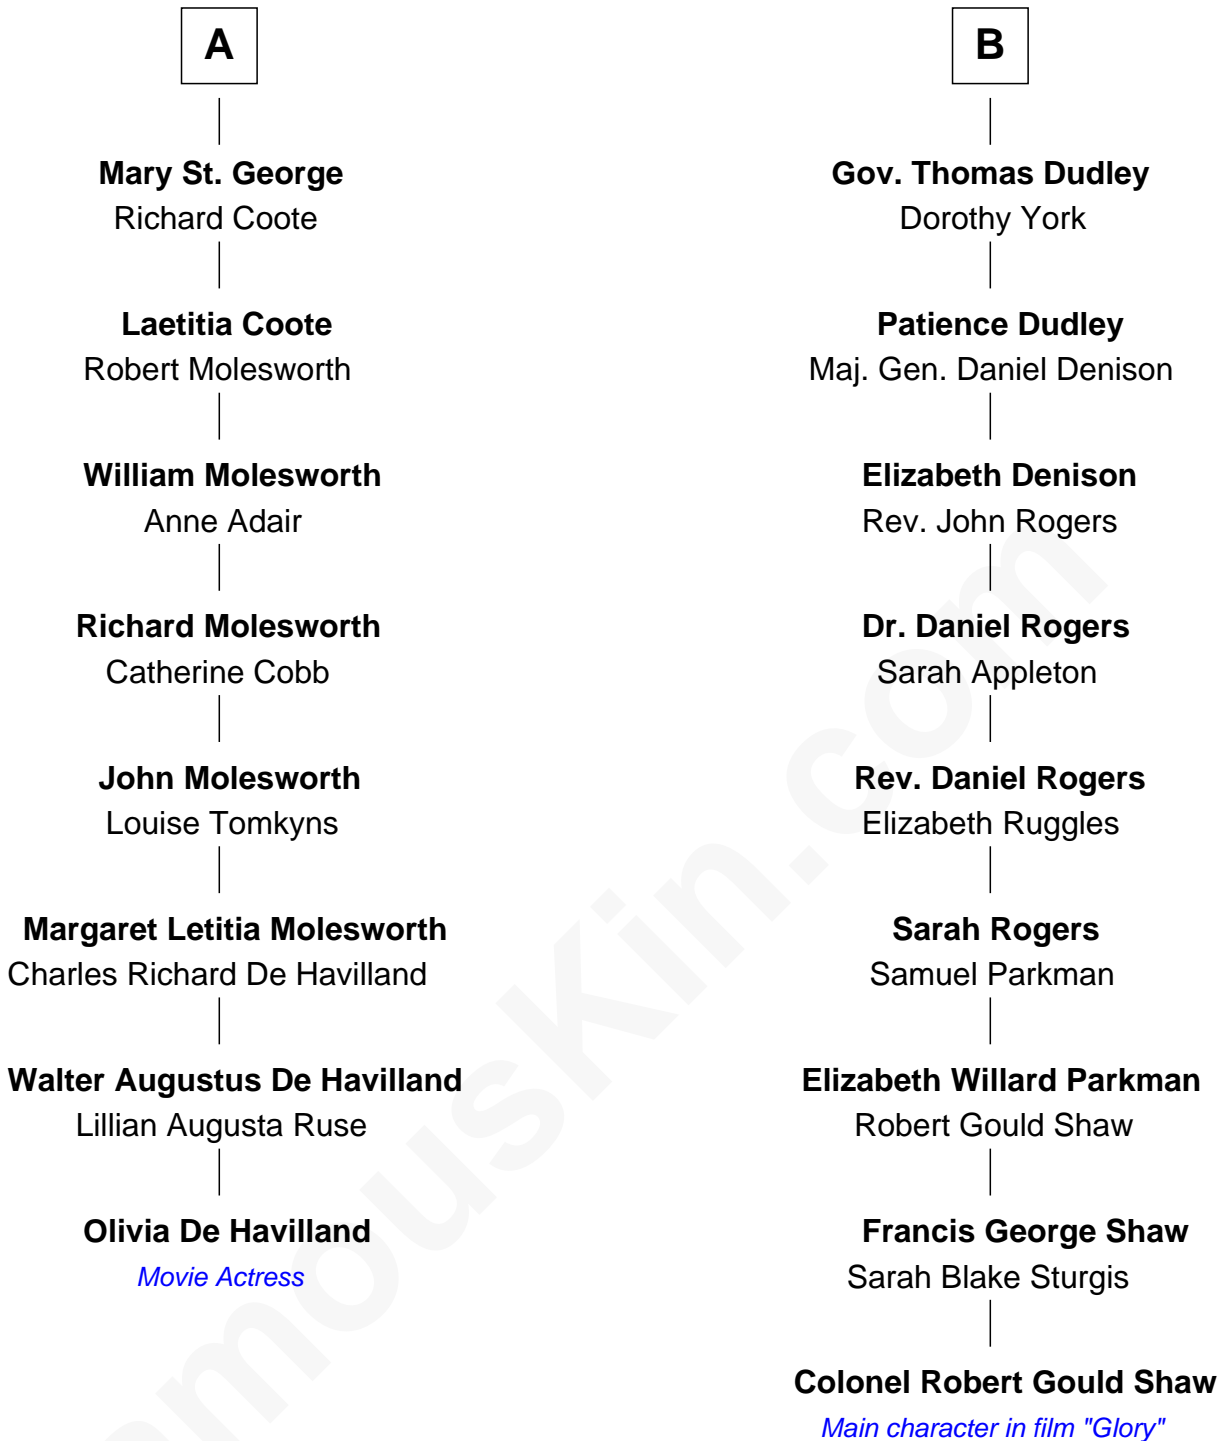 A
Mary St. George
Richard Coote
Laetitia Coote
Robert Molesworth
William Molesworth
Anne Adair
Richard Molesworth
Catherine Cobb
John Molesworth
Louise Tomkyns
Margaret Letitia Molesworth
Charles Richard De Havilland
Walter Augustus De Havilland
Lillian Augusta Ruse
Olivia De Havilland
Movie Actress
B
Gov. Thomas Dudley
Dorothy York
Patience Dudley
Maj. Gen. Daniel Denison
Elizabeth Denison
Rev. John Rogers
Dr. Daniel Rogers
Sarah Appleton
Rev. Daniel Rogers
Elizabeth Ruggles
Sarah Rogers
Samuel Parkman
Elizabeth Willard Parkman
Robert Gould Shaw
Francis George Shaw
Sarah Blake Sturgis
Colonel Robert Gould Shaw
Main character in film "Glory"
amousKin.com